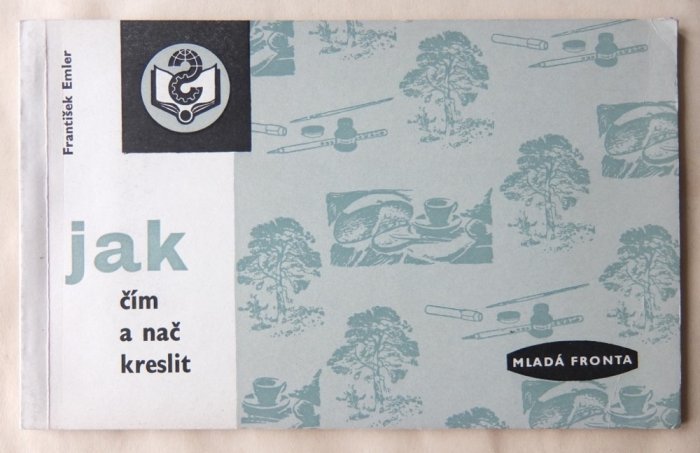 František Emler
jak
čím
a nač
kreslit
MLADÁ FRONTA